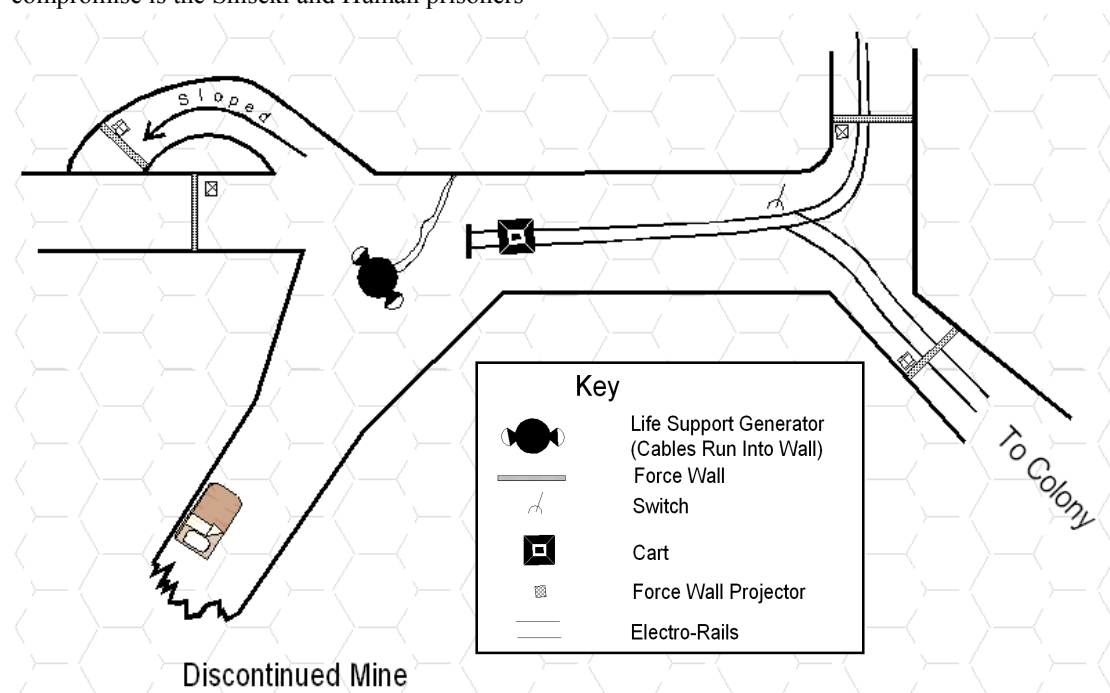 compromise is the Shiseki and Human prisoners
Sloped
Key
Life Support Generator
(Cables Run Into Wall)
Force Wall
Switch
Cart
Force Wall Projector
Electro-Rails
To Colony
Discontinued Mine